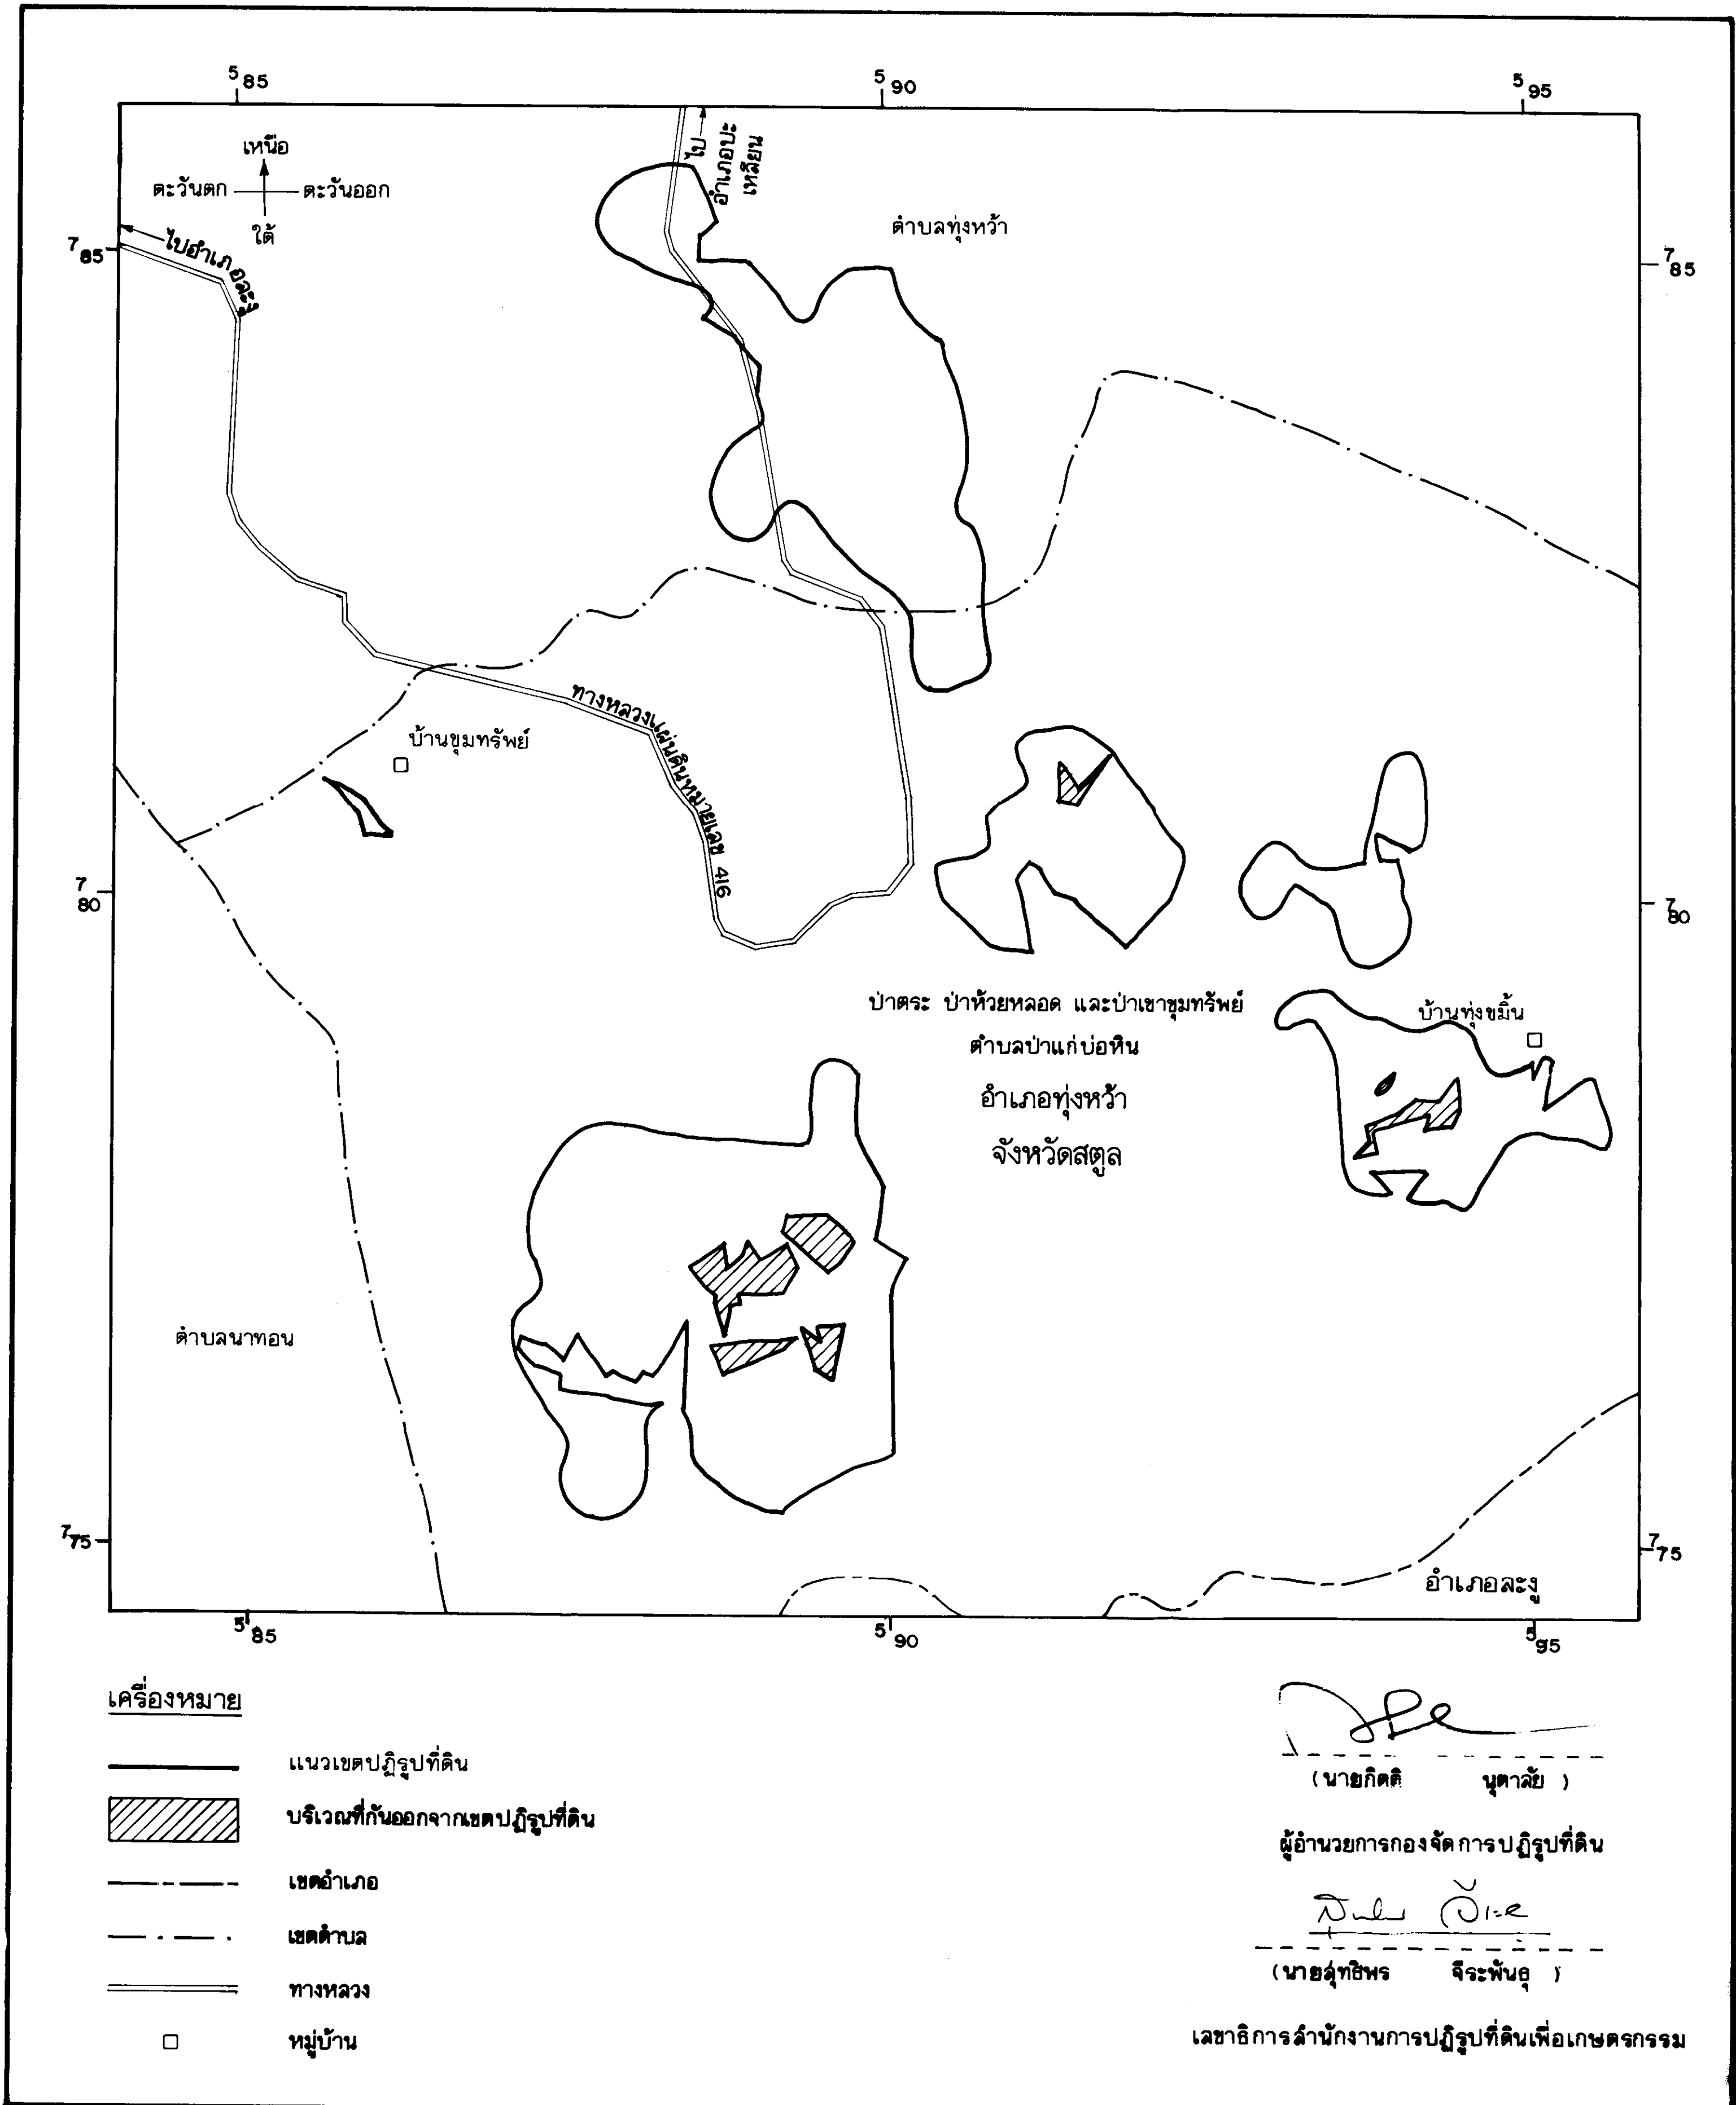 5 85
5 90
5 95
เหนือ
ตะวันตก
ตะวันออก
ใต้
ไป
อำเภอปะ
เหลียน
ไปอำเภอละงู
ตำบลทุ่งหว้า
7 85
7 85
ทางหลวงแผ่นดินหมายเลข 416
บ้านขุมทรัพย์
7 80
7 80
ป่าตระ ป่าห้วยหลอด และป่าเขาขุมทรัพย์
ตำบลป่าแก่บ่อหิน
อำเภอทุ่งหว้า
จังหวัดสตูล
บ้านทุ่งขมิ้น
ตำบลนาทอน
7 75
7 75
อำเภอละงู
5 85
5 90
5 95
เครื่องหมาย
แนวเขตปฏิรูปที่ดิน
บริเวณที่กันออกจากเขตปฏิรูปที่ดิน
เขตอำเภอ
เขตตำบล
ทางหลวง
หมู่บ้าน
(นายกิตติ นุตาลัย)
ผู้อำนวยการกองจัดการปฏิรูปที่ดิน
(นายสุทธิพร จีระพันธุ)
เลขาธิการสำนักงานการปฏิรูปที่ดินเพื่อเกษตรกรรม